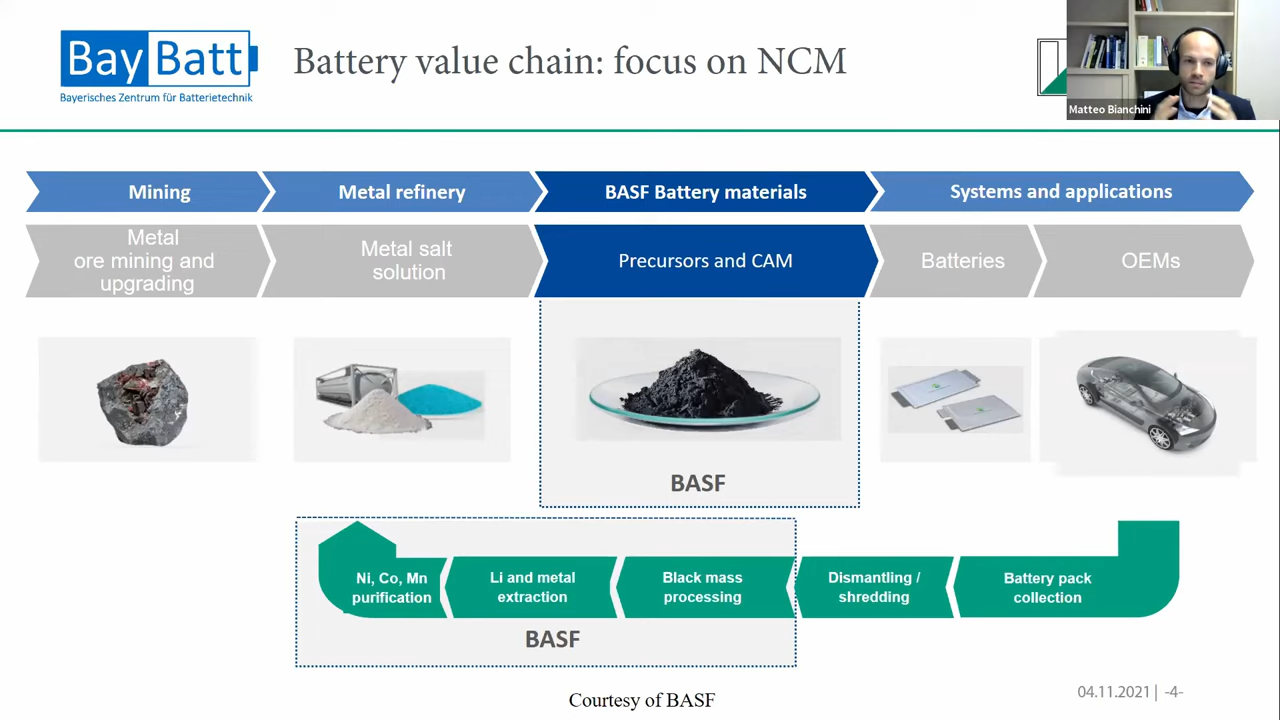 BayBatt
Bayerisches Zentrum für Batterietechnik
Battery value chain: focus on NCM
Matteo Bianchini
Mining
Metal refinery
BASF Battery materials
Systems and applications
Metal
ore mining and
upgrading
Metal salt
solution
Precursors and CAM
Batteries
OEMs
BASF
Ni, Co, Mn
purification
Li and metal
extraction
Black mass
processing
Dismantling /
shredding
Battery pack
collection
BASF
Courtesy of BASF
04.11.2021 | -4-